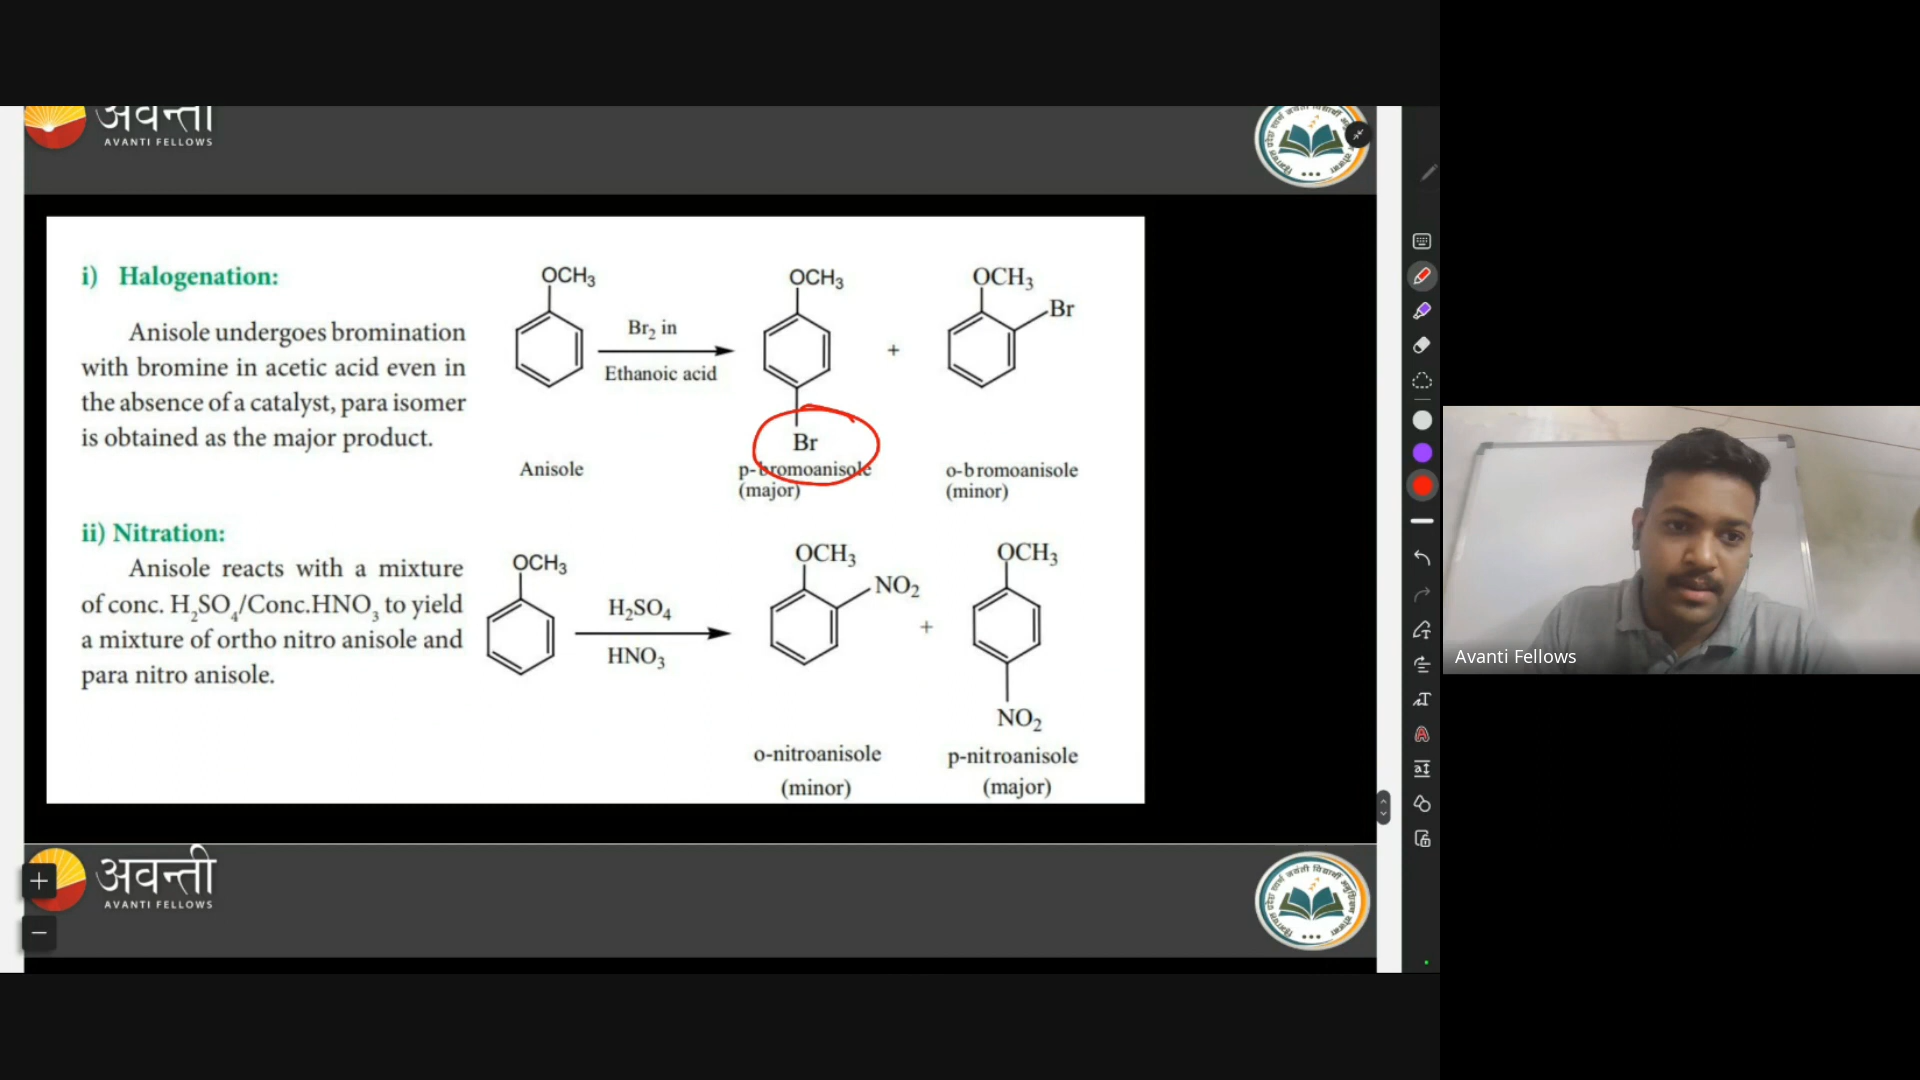 अवन्ती
AVANTI FELLOWS
i) Halogenation:
Anisole undergoes bromination
with bromine in acetic acid even in
the absence of a catalyst, para isomer
is obtained as the major product.
OCH3
Br2 in
Ethanoic acid
OCH3
+
OCH3
Br
Br
Anisole
p-bromoanisole
(major)
o-bromoanisole
(minor)
ii) Nitration:
Anisole reacts with a mixture
of conc. H2SO4/Conc.HNO3 to yield
a mixture of ortho nitro anisole and
para nitro anisole.
OCH3
H2SO4
HNO3
OCH3
NO2
+
OCH3
NO2
o-nitroanisole
(minor)
p-nitroanisole
(major)
Avanti Fellows
अवन्ती
AVANTI FELLOWS